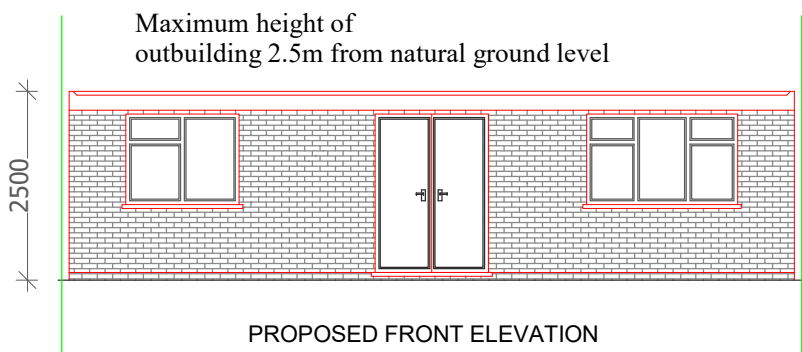 Maximum height of
outbuilding 2.5m from natural ground level
2500
PROPOSED FRONT ELEVATION